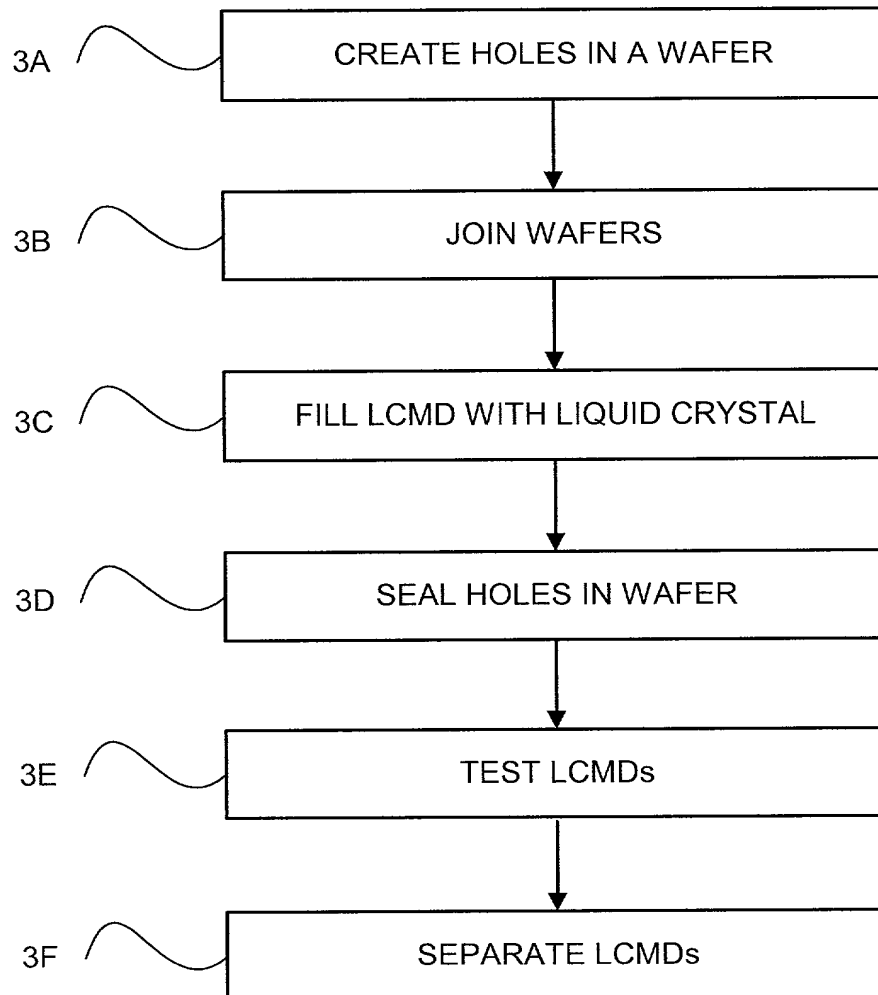 3A CREATE HOLES IN A WAFER
3B JOIN WAFERS
3C FILL LCMD WITH LIQUID CRYSTAL
3D SEAL HOLES IN WAFER
3E TEST LCMDs
3F SEPARATE LCMDs